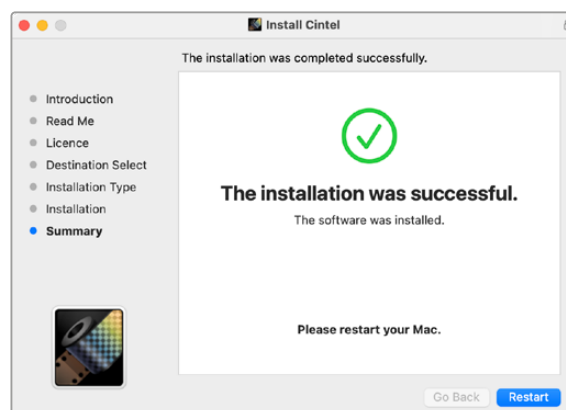 Install Cintel
The installation was completed successfully.
Introduction
Read Me
Licence
Destination Select
Installation Type
Installation
Summary
The installation was successful.
The software was installed.
Please restart your Mac.
Go Back
Restart